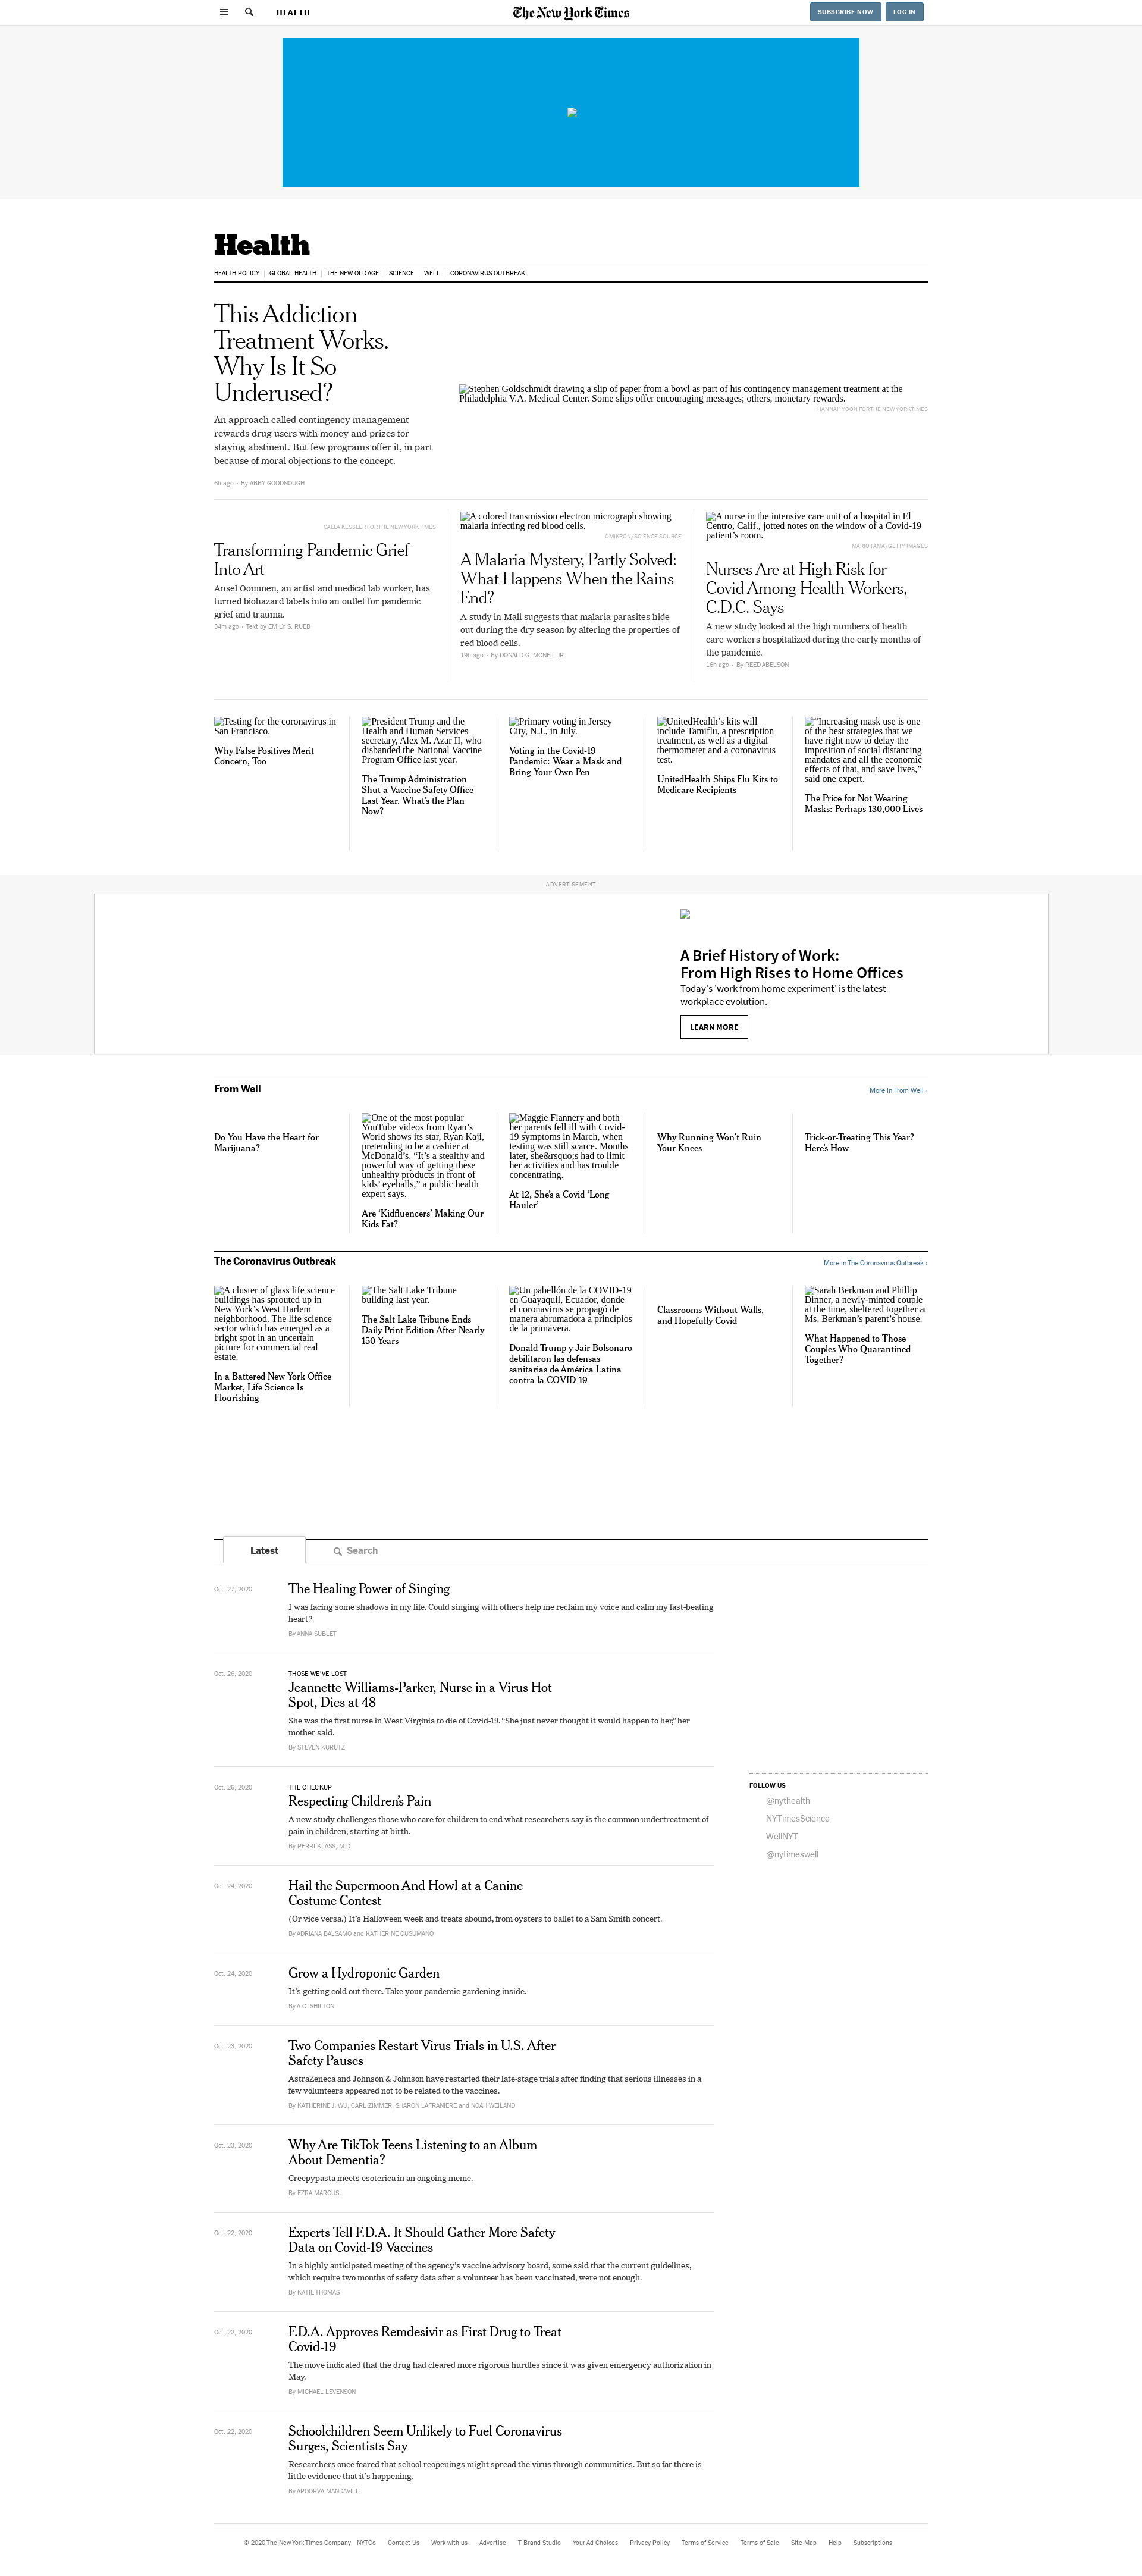 HEALTH
The New York Times
SUBSCRIBE NOW
LOG IN
Health
HEALTH POLICY | GLOBAL HEALTH | THE NEW OLD AGE | SCIENCE | WELL | CORONAVIRUS OUTBREAK
This Addiction
Treatment Works.
Why Is It So
Underused?
An approach called contingency management
rewards drug users with money and prizes for
staying abstinent. But few programs offer it, in part
because of moral objections to the concept.
6h ago - By ABBY GOODNOUGH
Stephen Goldschmidt drawing a slip of paper from a bowl as part of his contingency management treatment at the
Philadelphia V.A. Medical Center. Some slips offer encouraging messages; others, monetary rewards.
HANNAH YOON FOR THE NEW YORK TIMES
CALLA KESSLER FOR THE NEW YORK TIMES
Transforming Pandemic Grief
Into Art
Ansel Oommen, an artist and medical lab worker, has
turned biohazard labels into an outlet for pandemic
grief and trauma.
34m ago - Text by EMILY S. RUEB
A colored transmission electron micrograph showing
malaria infecting red blood cells.
OMIKRON/SCIENCE SOURCE
A Malaria Mystery, Partly Solved:
What Happens When the Rains
End?
A study in Mali suggests that malaria parasites hide
out during the dry season by altering the properties of
red blood cells.
19h ago - By DONALD G. MCNEIL JR.
A nurse in the intensive care unit of a hospital in El
Centro, Calif., jotted notes on the window of a Covid-19
patient's room.
MARIO TAMA/GETTY IMAGES
Nurses Are at High Risk for
Covid Among Health Workers,
C.D.C. Says
A new study looked at the high numbers of health
care workers hospitalized during the early months of
the pandemic.
16h ago - By REED ABELSON
Testing for the coronavirus in
San Francisco.
Why False Positives Merit
Concern, Too
President Trump and the
Health and Human Services
secretary, Alex M. Azar II, who
disbanded the National Vaccine
Program Office last year.
The Trump Administration
Shut a Vaccine Safety Office
Last Year. What's the Plan
Now?
Primary voting in Jersey
City, N.J., in July.
Voting in the Covid-19
Pandemic: Wear a Mask and
Bring Your Own Pen
UnitedHealth's kits will
include Tamiflu, a prescription
treatment, as well as a digital
thermometer and a coronavirus
test.
UnitedHealth Ships Flu Kits to
Medicare Recipients
"Increasing mask use is one
of the best strategies that we
have right now to delay the
imposition of social distancing
mandates and all the economic
effects of that, and save lives,"
said one expert.
The Price for Not Wearing
Masks: Perhaps 130,000 Lives
ADVERTISEMENT
A Brief History of Work:
From High Rises to Home Offices
Today's 'work from home experiment' is the latest
workplace evolution.
LEARN MORE
From Well
More in From Well ›
Do You Have the Heart for
Marijuana?
One of the most popular
YouTube videos from Ryan's
World shows its star, Ryan Kaji,
pretending to be a cashier at
McDonald's. "It's a stealthy and
powerful way of getting these
unhealthy products in front of
kids' eyeballs," a public health
expert says.
Are 'Kidfluencers' Making Our
Kids Fat?
Maggie Flannery and both
her parents fell ill with Covid-
19 symptoms in March, when
testing was still scarce. Months
later, she&rsquo;s had to limit
her activities and has trouble
concentrating.
At 12, She's a Covid 'Long
Hauler'
Why Running Won't Ruin
Your Knees
Trick-or-Treating This Year?
Here's How
The Coronavirus Outbreak
More in The Coronavirus Outbreak ›
A cluster of glass life science
buildings has sprouted up in
New York's West Harlem
neighborhood. The life science
sector which has emerged as a
bright spot in an uncertain
picture for commercial real
estate.
In a Battered New York Office
Market, Life Science Is
Flourishing
The Salt Lake Tribune
building last year.
The Salt Lake Tribune Ends
Daily Print Edition After Nearly
150 Years
Un pabellón de la COVID-19
en Guayaquil, Ecuador, donde
el coronavirus se propagó de
manera abrumadora a principios
de la primavera.
Donald Trump y Jair Bolsonaro
debilitaron las defensas
sanitarias de América Latina
contra la COVID-19
Classrooms Without Walls,
and Hopefully Covid
Sarah Berkman and Phillip
Dinner, a newly-minted couple
at the time, sheltered together at
Ms. Berkman's parent's house.
What Happened to Those
Couples Who Quarantined
Together?
Latest
Search
Oct. 27, 2020
The Healing Power of Singing
I was facing some shadows in my life. Could singing with others help me reclaim my voice and calm my fast-beating
heart?
By ANNA SUBLET
Oct. 26, 2020
THOSE WE'VE LOST
Jeannette Williams-Parker, Nurse in a Virus Hot
Spot, Dies at 48
She was the first nurse in West Virginia to die of Covid-19. "She just never thought it would happen to her," her
mother said.
By STEVEN KURUTZ
Oct. 26, 2020
THE CHECKUP
Respecting Children's Pain
A new study challenges those who care for children to end what researchers say is the common undertreatment of
pain in children, starting at birth.
By PERRI KLASS, M.D.
Oct. 24, 2020
Hail the Supermoon And Howl at a Canine
Costume Contest
(Or vice versa.) It's Halloween week and treats abound, from oysters to ballet to a Sam Smith concert.
By ADRIANA BALSAMO and KATHERINE CUSUMANO
Oct. 24, 2020
Grow a Hydroponic Garden
It's getting cold out there. Take your pandemic gardening inside.
By A.C. SHILTON
Oct. 23, 2020
Two Companies Restart Virus Trials in U.S. After
Safety Pauses
AstraZeneca and Johnson & Johnson have restarted their late-stage trials after finding that serious illnesses in a
few volunteers appeared not to be related to the vaccines.
By KATHERINE J. WU, CARL ZIMMER, SHARON LAFRANIERE and NOAH WEILAND
Oct. 23, 2020
Why Are TikTok Teens Listening to an Album
About Dementia?
Creepypasta meets esoterica in an ongoing meme.
By EZRA MARCUS
Oct. 22, 2020
Experts Tell F.D.A. It Should Gather More Safety
Data on Covid-19 Vaccines
In a highly anticipated meeting of the agency's vaccine advisory board, some said that the current guidelines,
which require two months of safety data after a volunteer has been vaccinated, were not enough.
By KATIE THOMAS
Oct. 22, 2020
F.D.A. Approves Remdesivir as First Drug to Treat
Covid-19
The move indicated that the drug had cleared more rigorous hurdles since it was given emergency authorization in
May.
By MICHAEL LEVENSON
Oct. 22, 2020
Schoolchildren Seem Unlikely to Fuel Coronavirus
Surges, Scientists Say
Researchers once feared that school reopenings might spread the virus through communities. But so far there is
little evidence that it's happening.
By APOORVA MANDAVILLI
FOLLOW US
@nythealth
NYTimesScience
WellNYT
@nytimeswell
© 2020 The New York Times Company NYTCo Contact Us Work with us Advertise T Brand Studio Your Ad Choices Privacy Policy Terms of Service Terms of Sale Site Map Help Subscriptions